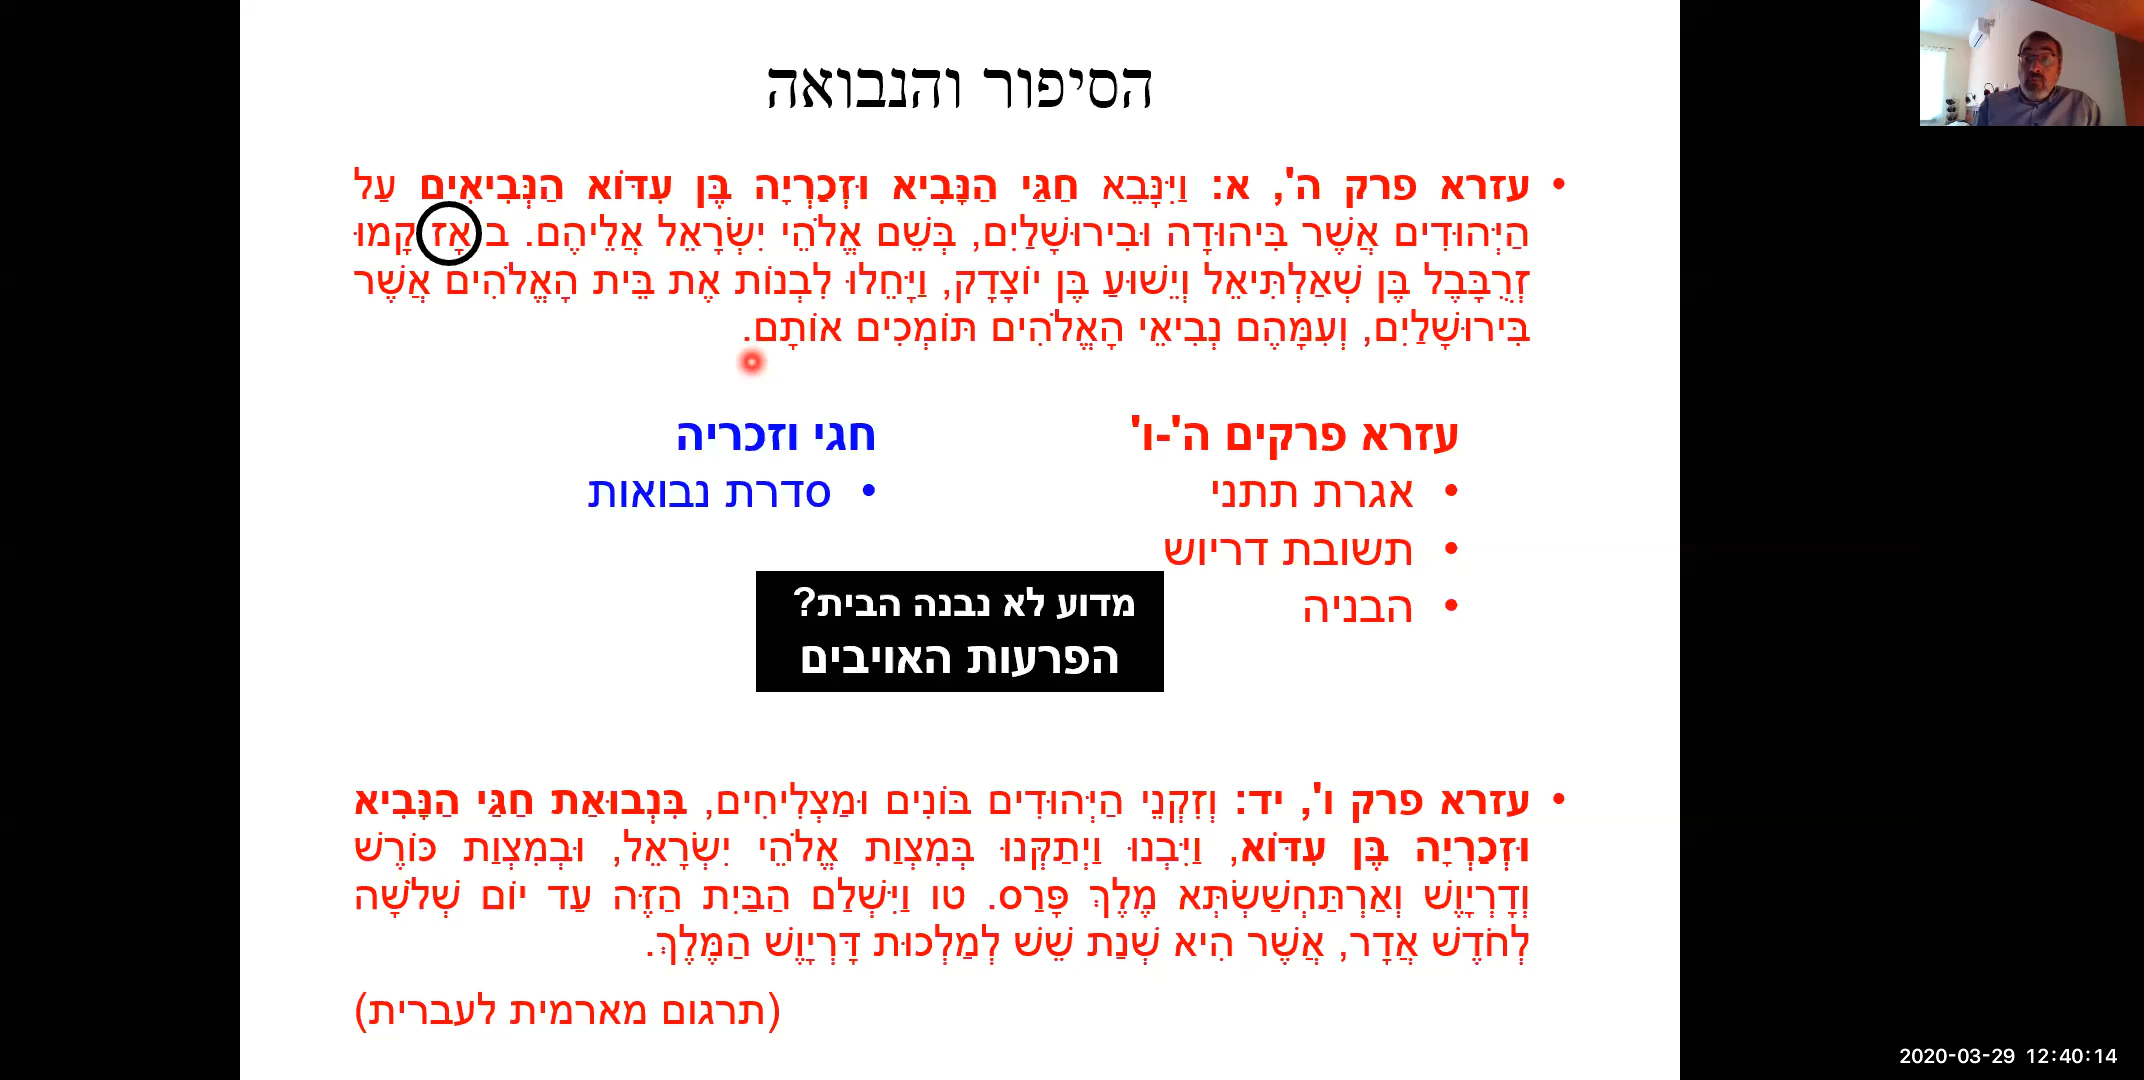 הסיפור והנבואה
• עזרא פרק ה', א: וַיִּנָּבֵא חַגַּי הַנָּבִיא וּזְכַרְיָה בֶּן עִדּוֹא הַנְּבִיאִים עַל
הַיְּהוּדִים אֲשֶׁר בִּיהוּדָה וּבִירוּשָׁלַיִם, בְּשֵׁם אֱלֹהֵי יִשְׂרָאֵל אֲלֵיהֶם. ב אָז קָמוּ
זְרֻבָּבֶל בֶּן שְׁאַלְתִּיאֵל וְיֵשׁוּעַ בֶּן יוֹצָדָק, וַיָּחֵלוּ לִבְנוֹת אֶת בֵּית הָאֱלֹהִים אֲשֶׁר
בִּירוּשָׁלַיִם, וְעִמָּהֶם נְבִיאֵי הָאֱלֹהִים תּוֹמְכִים אוֹתָם.
עזרא פרקים ה'-ו'
• אגרת תתני
• תשובת דריוש
• הבניה
חגי וזכריה
• סדרת נבואות
מדוע לא נבנה הבית?
הפרעות האויבים
• עזרא פרק ו', יד: וְזִקְנֵי הַיְּהוּדִים בּוֹנִים וּמַצְלִיחִים, בִּנְבוּאַת חַגַּי הַנָּבִיא
וּזְכַרְיָה בֶּן עִדּוֹא, וַיִּבְנוּ וַיְתַקְּנוּ בְּמִצְוַת אֱלֹהֵי יִשְׂרָאֵל, וּבְמִצְוַת כּוֹרֶשׁ
וְדָרְיָוֶשׁ וְאַרְתַּחְשַׁשְׂתְּא מֶלֶךְ פָּרַס. טו וַיִּשְׁלַם הַבַּיִת הַזֶּה עַד יוֹם שְׁלֹשָׁה
לְחֹדֶשׁ אֲדָר, אֲשֶׁר הִיא שְׁנַת שֵׁשׁ לְמַלְכוּת דָּרְיָוֶשׁ הַמֶּלֶךְ.
(תרגום מארמית לעברית)
2020-03-29 12:40:14